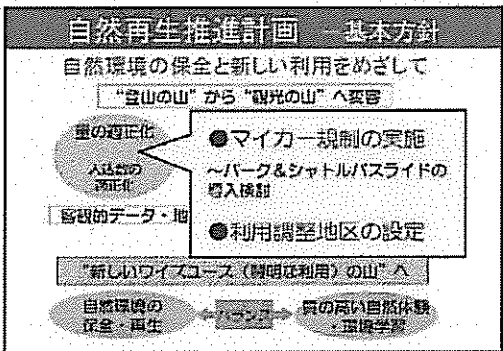 自然再生推進計画 基本方針
自然環境の保全と新しい利用をめざして
"登山の山" から "観光の山" へ変容
量の適正化
入込数の
適正化
●マイカー規制の実施
～パーク&シャトルバスライドの
導入検討
●利用調整地区の設定
客観的データ・地
"新しいワイズユース（賢明な利用）の山" へ
自然環境の
保全・再生
バランス
質の高い自然体験
・環境学習